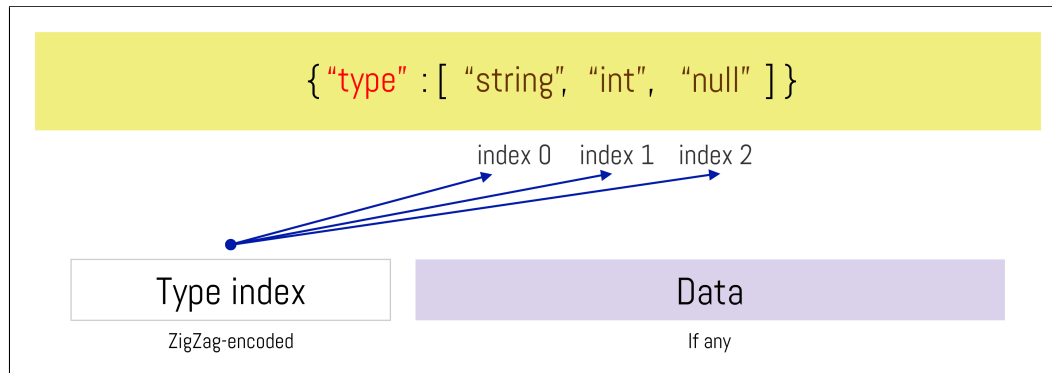 { “type” : [ “string”, “int”, “null” ] }
index 0 index 1 index 2
Type index Data
ZigZag-encoded If any